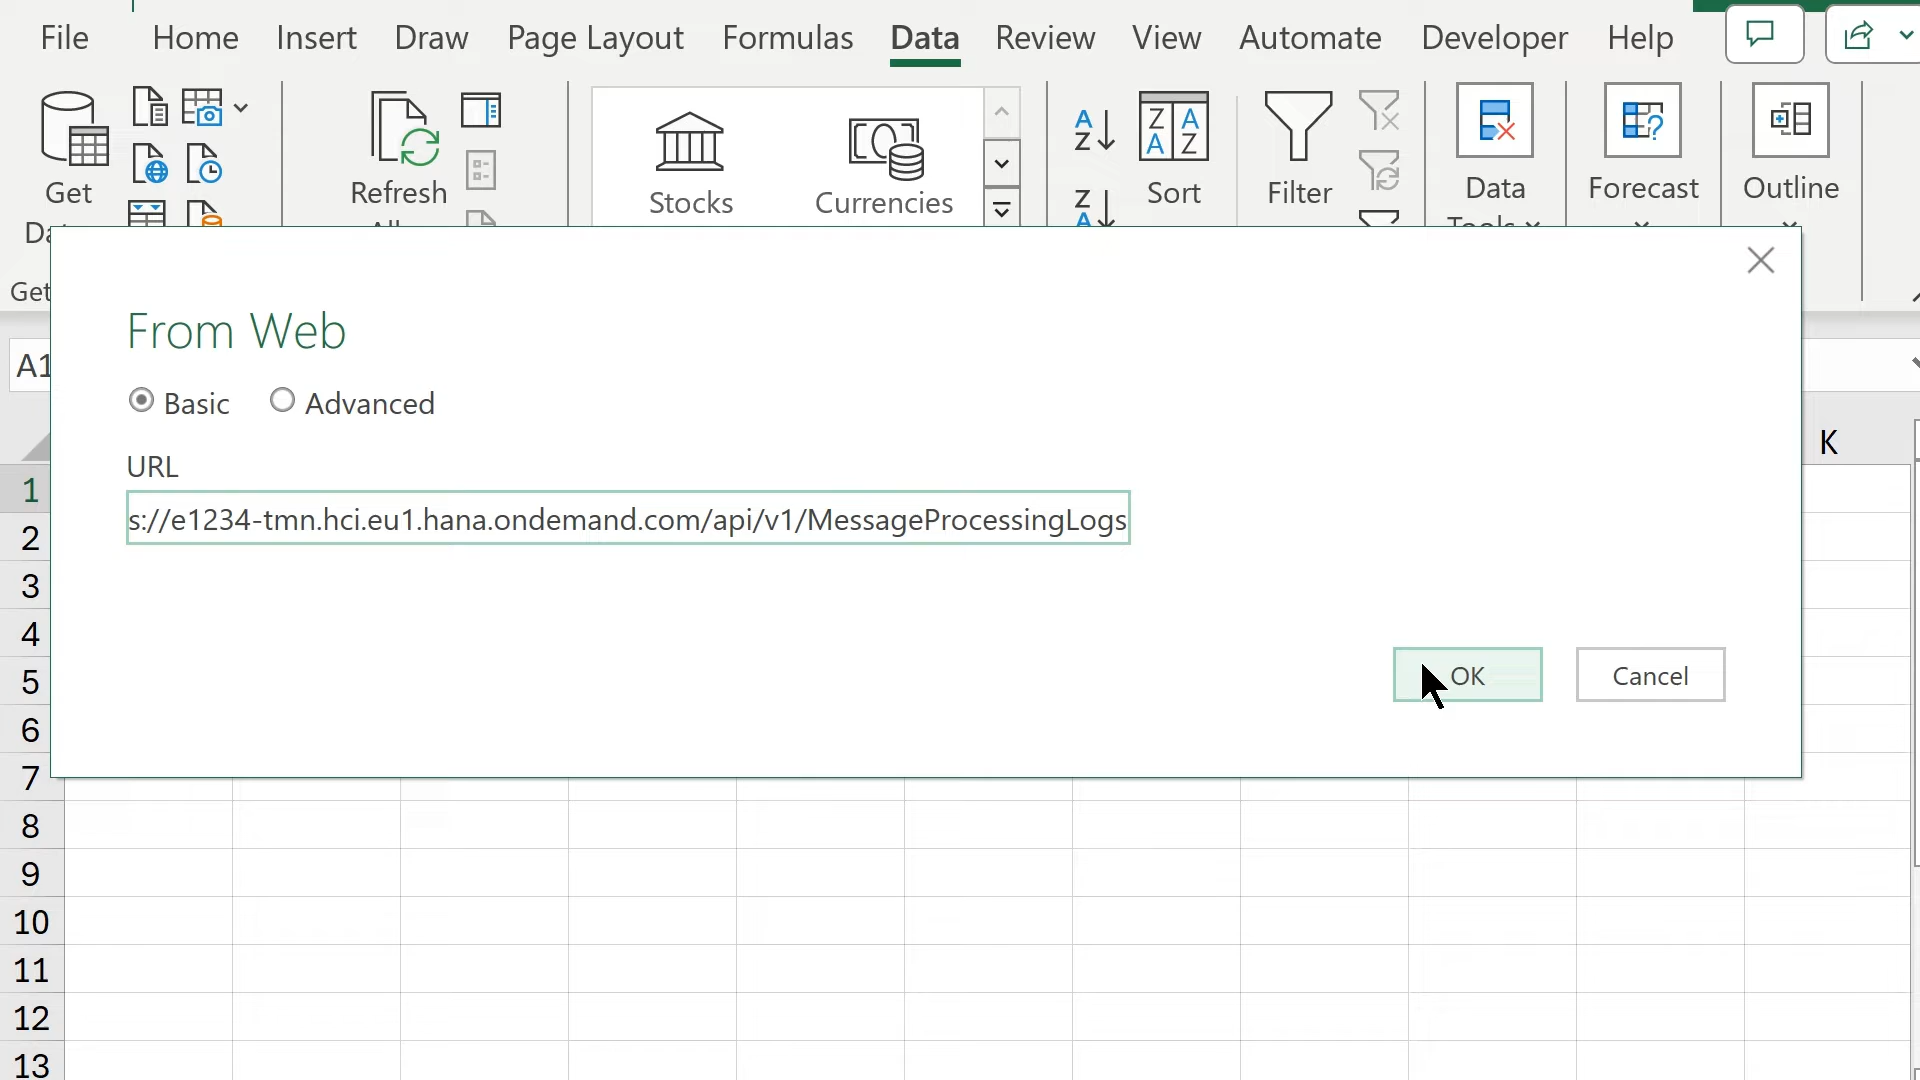 File Home Insert Draw Page Layout Formulas Data Review View Automate Developer Help
Get
Refresh
Stocks Currencies
Sort
Filter
Data
Forecast
Outline
Tools
Get
A1
From Web
Basic Advanced
URL
s://e1234-tmn.hci.eu1.hana.ondemand.com/api/v1/MessageProcessingLogs
OK Cancel
K
1
2
3
4
5
6
7
8
9
10
11
12
13